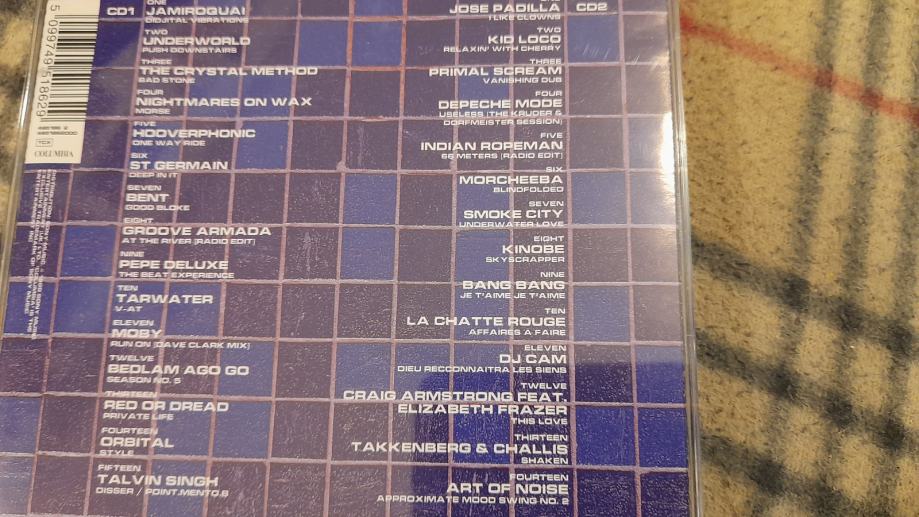 CD1
ONE
JAMIROQUAI
DIDJITAL VIBRATIONS
TWO
UNDERWORLD
PUSH DOWNSTAIRS
THREE
THE CRYSTAL METHOD
BAD STONE
FOUR
NIGHTMARES ON WAX
MORSE
FIVE
HOOVERPHONIC
ONE WAY RIDE
SIX
ST GERMAIN
DEEP IN IT
SEVEN
BENT
GOOD BLOKE
EIGHT
GROOVE ARMADA
AT THE RIVER [RADIO EDIT]
NINE
PEPE DELUXE
THE BEAT EXPERIENCE
TEN
TARWATER
V-AT
ELEVEN
MOBY
RUN ON [DAVE CLARK MIX]
TWELVE
BEDLAM AGO GO
SEASON NO. 5
THIRTEEN
RED OR DREAD
PRIVATE LIFE
FOURTEEN
ORBITAL
STYLE
FIFTEEN
TALVIN SINGH
DISSER / POINT.MENTO.B
CD2
JOSE PADILLA
I LIKE CLOWNS
TWO
KID LOCO
RELAXIN' WITH CHERRY
THREE
PRIMAL SCREAM
VANISHING DUB
FOUR
DEPECHE MODE
USELESS [THE KRUDER &
DORFMEISTER SESSION]
FIVE
INDIAN ROPEMAN
66 METERS [RADIO EDIT]
SIX
MORCHEEBA
BLINDFOLDED
SEVEN
SMOKE CITY
UNDERWATER LOVE
EIGHT
KINOBE
SKYSCRAPPER
NINE
BANG BANG
JE T'AIME JE T'AIME
TEN
LA CHATTE ROUGE
AFFAIRES A FAIRE
ELEVEN
DJ CAM
DIEU RECCONNAITRA LES SIENS
TWELVE
CRAIG ARMSTRONG FEAT.
ELIZABETH FRAZER
THIS LOVE
THIRTEEN
TAKKENBERG & CHALLIS
SHAKEN
FOURTEEN
ART OF NOISE
APPROXIMATE MOOD SWING NO. 2
5 099749 518629
COLUMBIA